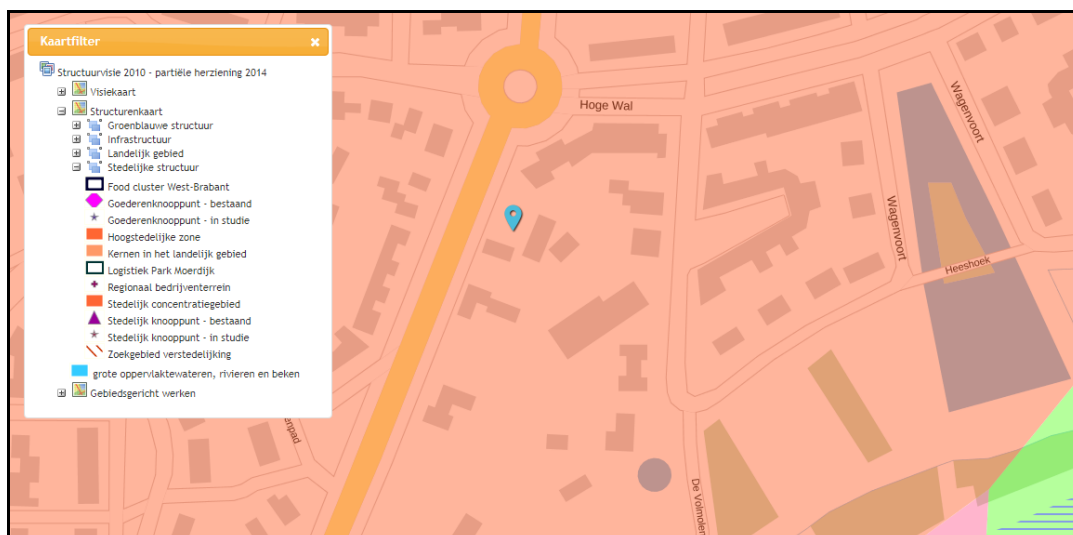 Kaartfilter
Structuurvisie 2010 - partiële herziening 2014
Visiekaart
Structurenkaart
Groenblauwe structuur
Infrastructuur
Landelijk gebied
Stedelijke structuur
Food cluster West-Brabant
Goederenknooppunt - bestaand
Goederenknooppunt - in studie
Hoogstedelijke zone
Kernen in het landelijk gebied
Logistiek Park Moerdijk
Regionaal bedrijventerrein
Stedelijk concentratiegebied
Stedelijk knooppunt - bestaand
Stedelijk knooppunt - in studie
Zoekgebied verstedelijking
grote oppervlaktewateren, rivieren en beken
Gebiedsgericht werken
Hoge Wal
Wagenvoort
Wagenvoort
Heeshoek
De Volmolen
enpad